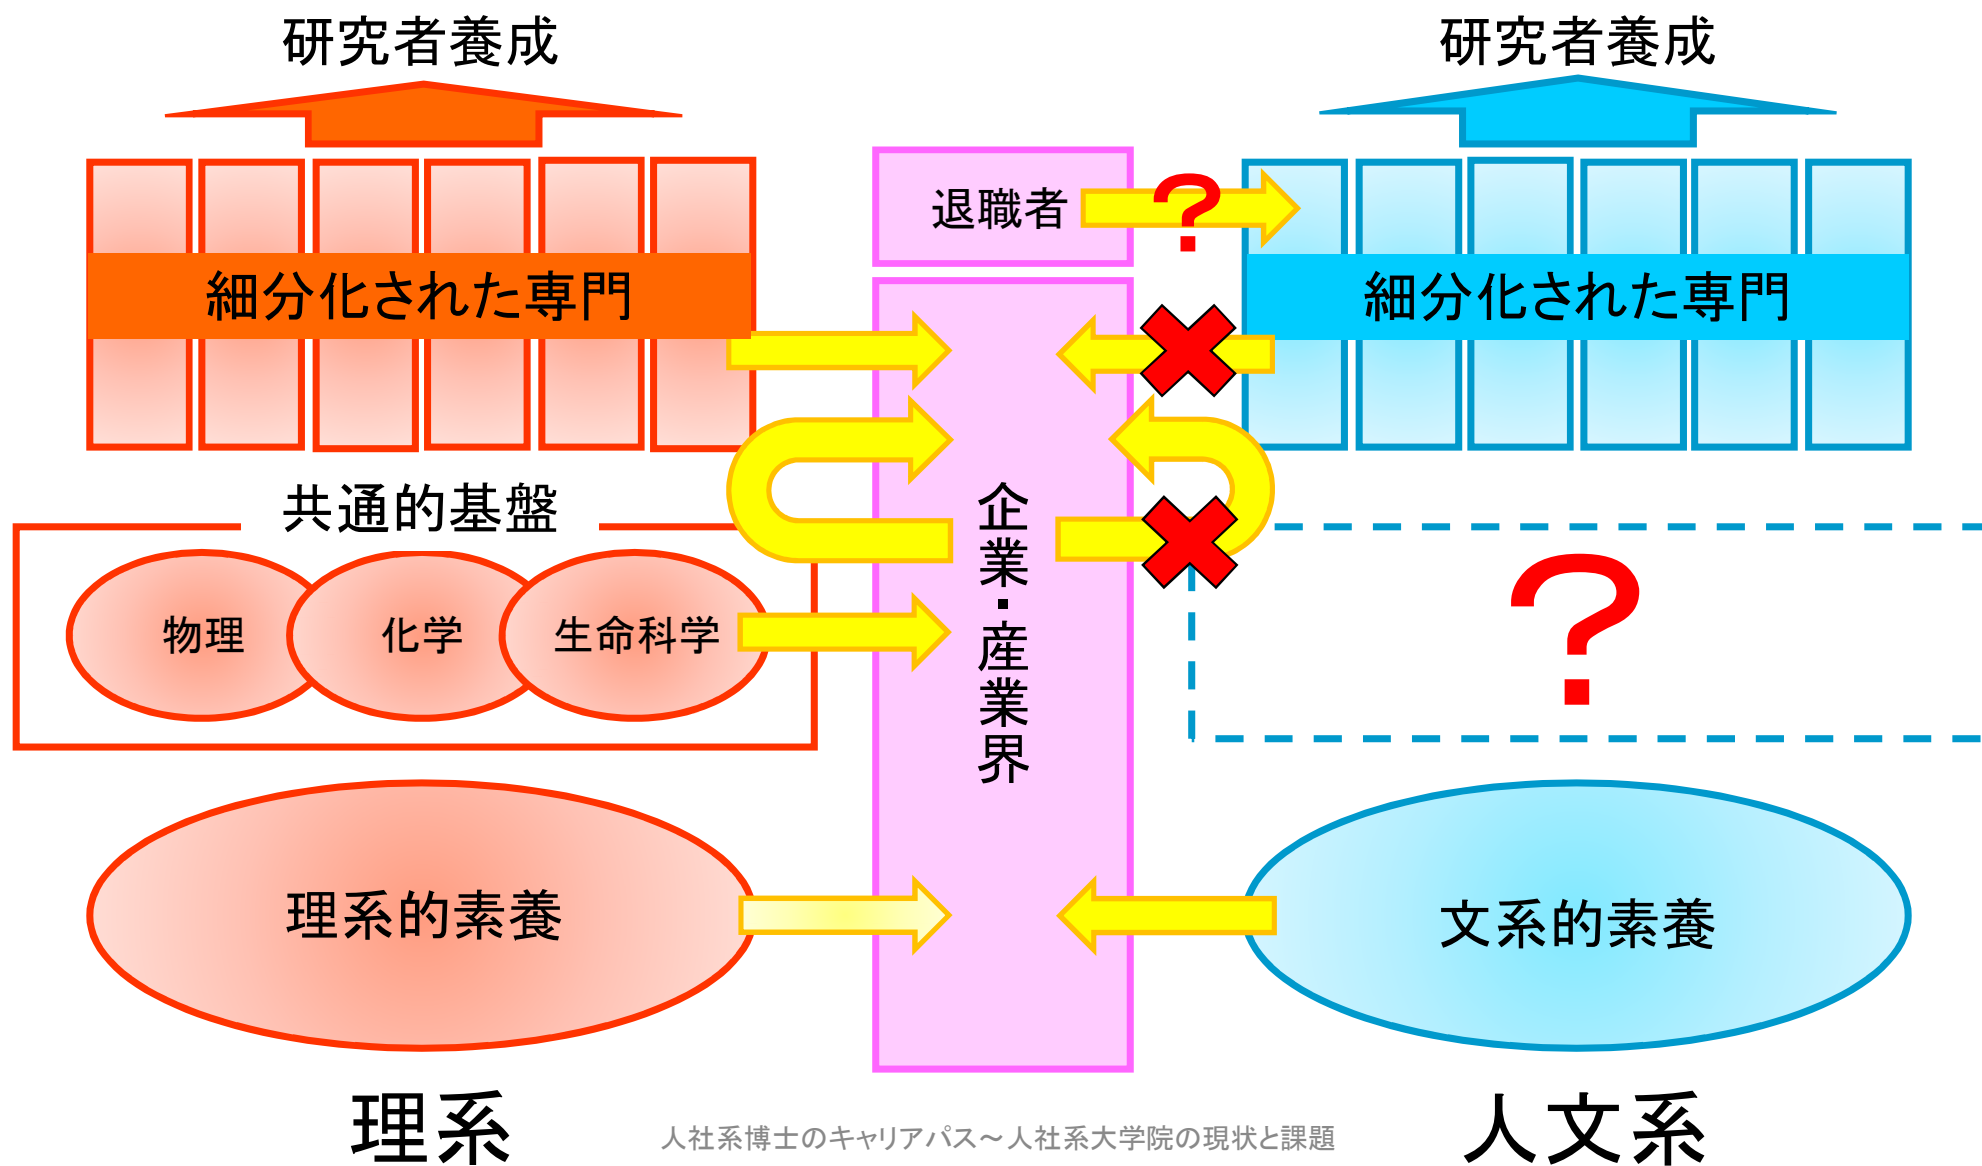 研究者養成
研究者養成
退職者
?
細分化された専門
細分化された専門
共通的基盤
企業・産業界
物理
化学
生命科学
?
理系的素養
文系的素養
理系
人社系博士のキャリアパス～人社系大学院の現状と課題
人文系